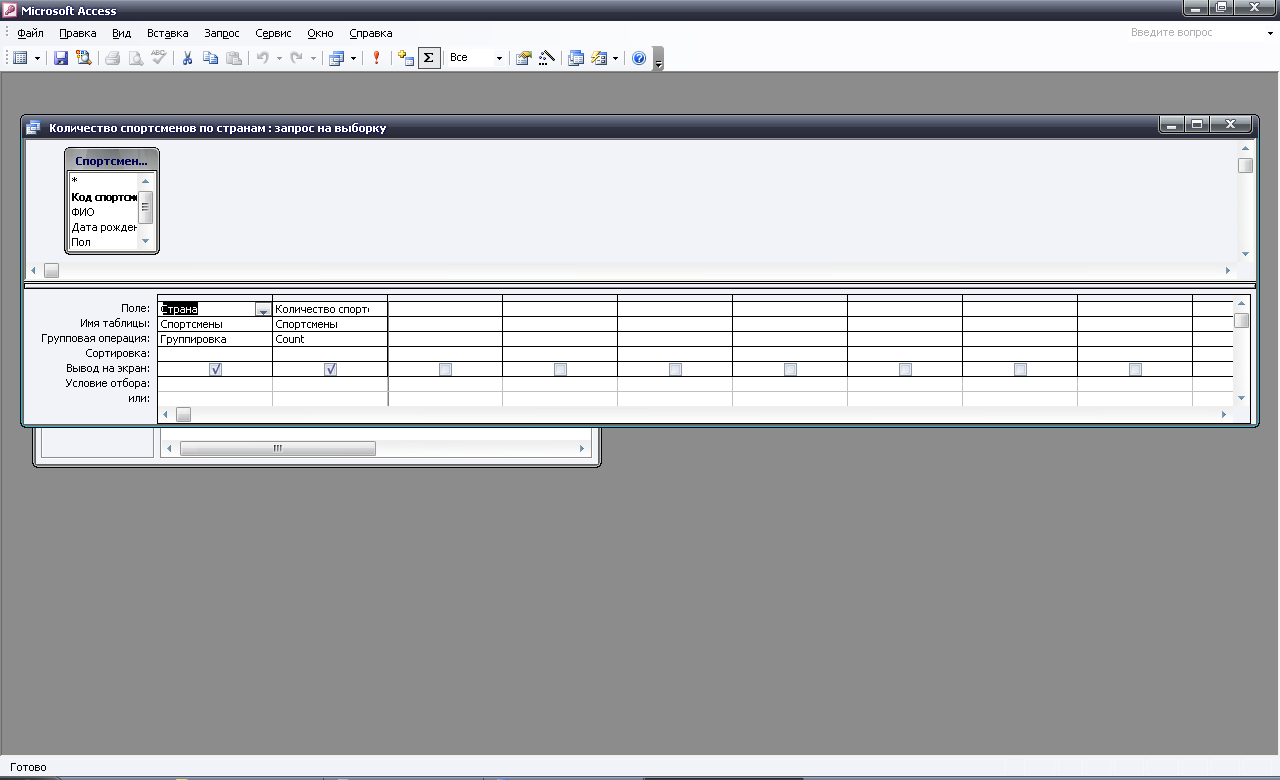 Microsoft Access
Файл Правка Вид Вставка Запрос Сервис Окно Справка Введите вопрос
ABC Σ Все
Количество спортсменов по странам : запрос на выборку
Спортсмен...
*
Код спортсм
ФИО
Дата рожден
Пол
Поле: Страна Количество спорт
Имя таблицы: Спортсмены Спортсмены
Групповая операция: Группировка Count
Сортировка:
Вывод на экран:
Условие отбора:
или:
Готово